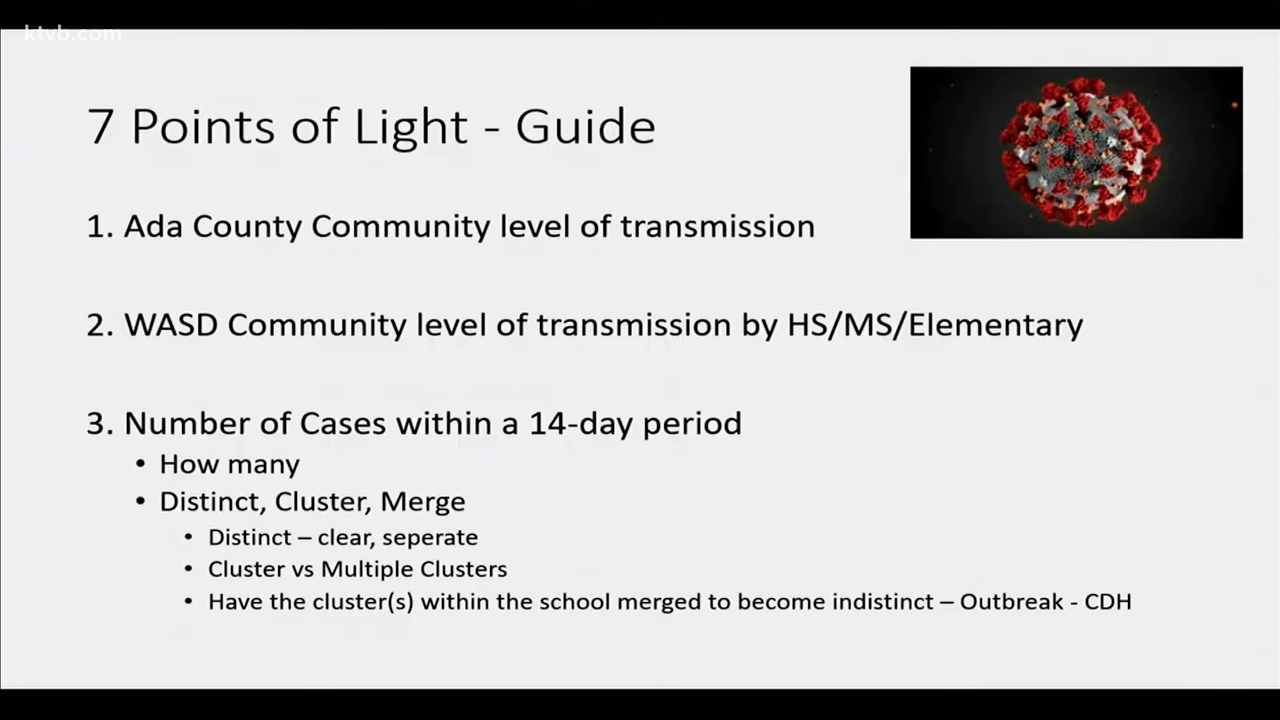 ktvb.com
7 Points of Light - Guide
1. Ada County Community level of transmission
2. WASD Community level of transmission by HS/MS/Elementary
3. Number of Cases within a 14-day period
• How many
• Distinct, Cluster, Merge
• Distinct – clear, seperate
• Cluster vs Multiple Clusters
• Have the cluster(s) within the school merged to become indistinct – Outbreak - CDH